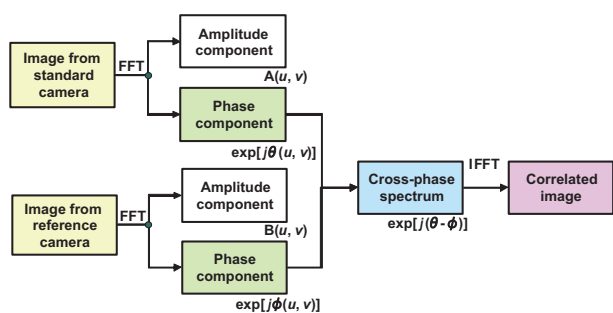 Image from
standard
camera
FFT
Amplitude
component
A(u, v)
Phase
component
exp[jθ(u, v)]
Image from
reference
camera
FFT
Amplitude
component
B(u, v)
Phase
component
exp[jϕ(u, v)]
Cross-phase
spectrum
exp[j(θ-ϕ)]
IFFT
Correlated
image